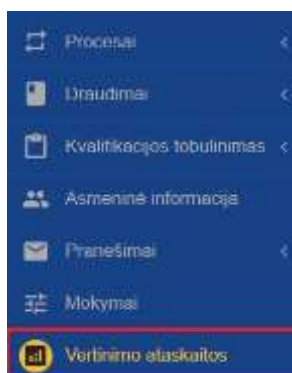 Procesai
Draudimai
Kvalifikacijos tobulinimas
Asmeninė informacija
Pranešimai
Mokymai
Vertinimo ataskaitos